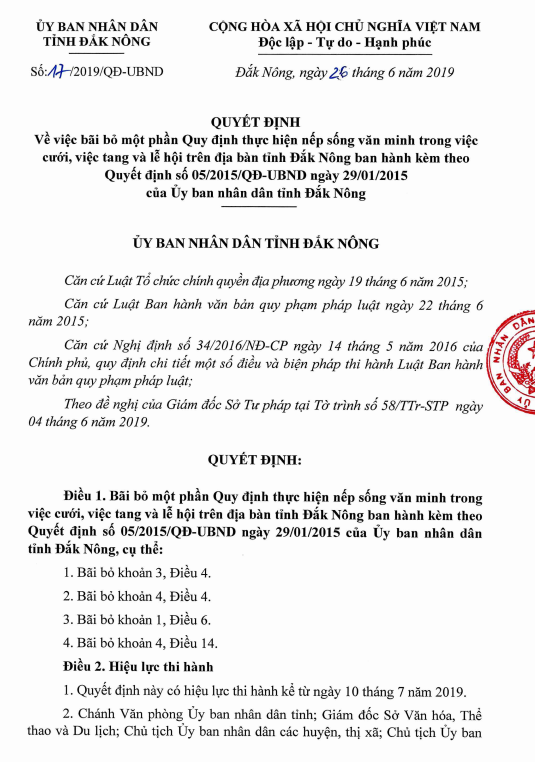 ỦY BAN NHÂN DÂN
TỈNH ĐẮK NÔNG
Số:17/2019/QĐ-UBND
CỘNG HÒA XÃ HỘI CHỦ NGHĨA VIỆT NAM
Độc lập - Tự do - Hạnh phúc
Đắk Nông, ngày 26 tháng 6 năm 2019
QUYẾT ĐỊNH
Về việc bãi bỏ một phần Quy định thực hiện nếp sống văn minh trong việc
cưới, việc tang và lễ hội trên địa bàn tỉnh Đắk Nông ban hành kèm theo
Quyết định số 05/2015/QĐ-UBND ngày 29/01/2015
của Ủy ban nhân dân tỉnh Đắk Nông
ỦY BAN NHÂN DÂN TỈNH ĐẮK NÔNG
Căn cứ Luật Tổ chức chính quyền địa phương ngày 19 tháng 6 năm 2015;
Căn cứ Luật Ban hành văn bản quy phạm pháp luật ngày 22 tháng 6
năm 2015;
Căn cứ Nghị định số 34/2016/NĐ-CP ngày 14 tháng 5 năm 2016 của
Chính phủ, quy định chi tiết một số điều và biện pháp thi hành Luật Ban hành
văn bản quy phạm pháp luật;
Theo đề nghị của Giám đốc Sở Tư pháp tại Tờ trình số 58/TTr-STP ngày
04 tháng 6 năm 2019.
QUYẾT ĐỊNH:
Điều 1. Bãi bỏ một phần Quy định thực hiện nếp sống văn minh trong
việc cưới, việc tang và lễ hội trên địa bàn tỉnh Đắk Nông ban hành kèm theo
Quyết định số 05/2015/QĐ-UBND ngày 29/01/2015 của Ủy ban nhân dân
tỉnh Đắk Nông, cụ thể:
1. Bãi bỏ khoản 3, Điều 4.
2. Bãi bỏ khoản 4, Điều 4.
3. Bãi bỏ khoản 1, Điều 6.
4. Bãi bỏ khoản 4, Điều 14.
Điều 2. Hiệu lực thi hành
1. Quyết định này có hiệu lực thi hành kể từ ngày 10 tháng 7 năm 2019.
2. Chánh Văn phòng Ủy ban nhân dân tỉnh; Giám đốc Sở Văn hóa, Thể
thao và Du lịch; Chủ tịch Ủy ban nhân dân các huyện, thị xã; Chủ tịch Ủy ban
BAN NHÂN DÂN